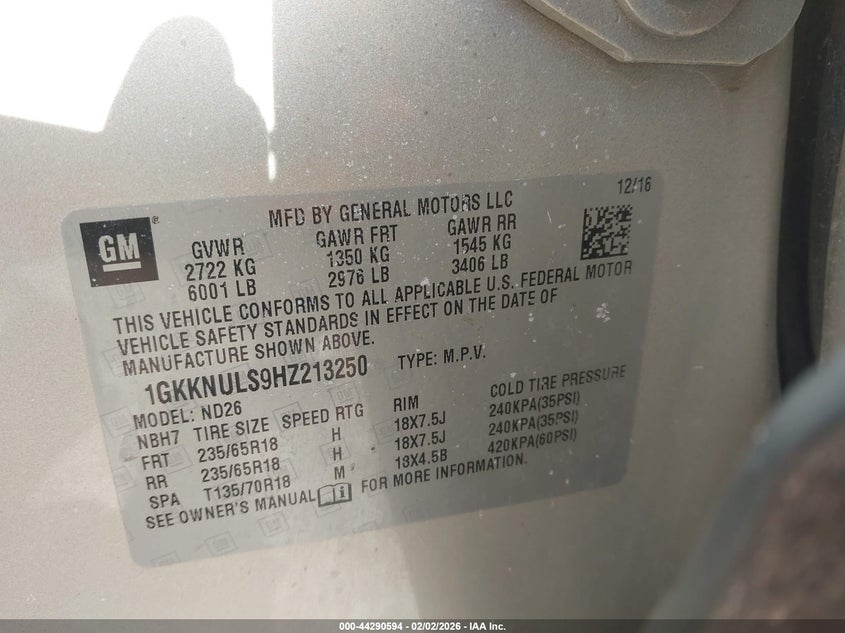 12/16
GM ®
MFD BY GENERAL MOTORS LLC
GVWR GAWR FRT GAWR RR
2722 KG 1350 KG 1545 KG
6001 LB 2976 LB 3406 LB
THIS VEHICLE CONFORMS TO ALL APPLICABLE U.S. FEDERAL MOTOR
VEHICLE SAFETY STANDARDS IN EFFECT ON THE DATE OF
MANUFACTURE SHOWN ABOVE.
1GKKNULS9HZ213250 TYPE: M.P.V.
MODEL: ND26
NBH7 TIRE SIZE SPEED RTG RIM COLD TIRE PRESSURE
FRT 235/65R18 H 18X7.5J 240KPA(35PSI)
RR 235/65R18 H 18X7.5J 240KPA(35PSI)
SPA T135/70R18 M 18X4.5B 420KPA(60PSI)
SEE OWNER'S MANUAL FOR MORE INFORMATION.
000-44290594 - 02/02/2026 - IAA Inc.